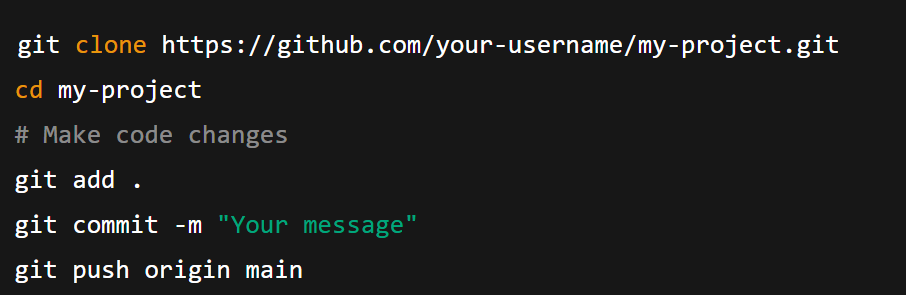 git clone https://github.com/your-username/my-project.git
cd my-project
# Make code changes
git add .
git commit -m "Your message"
git push origin main